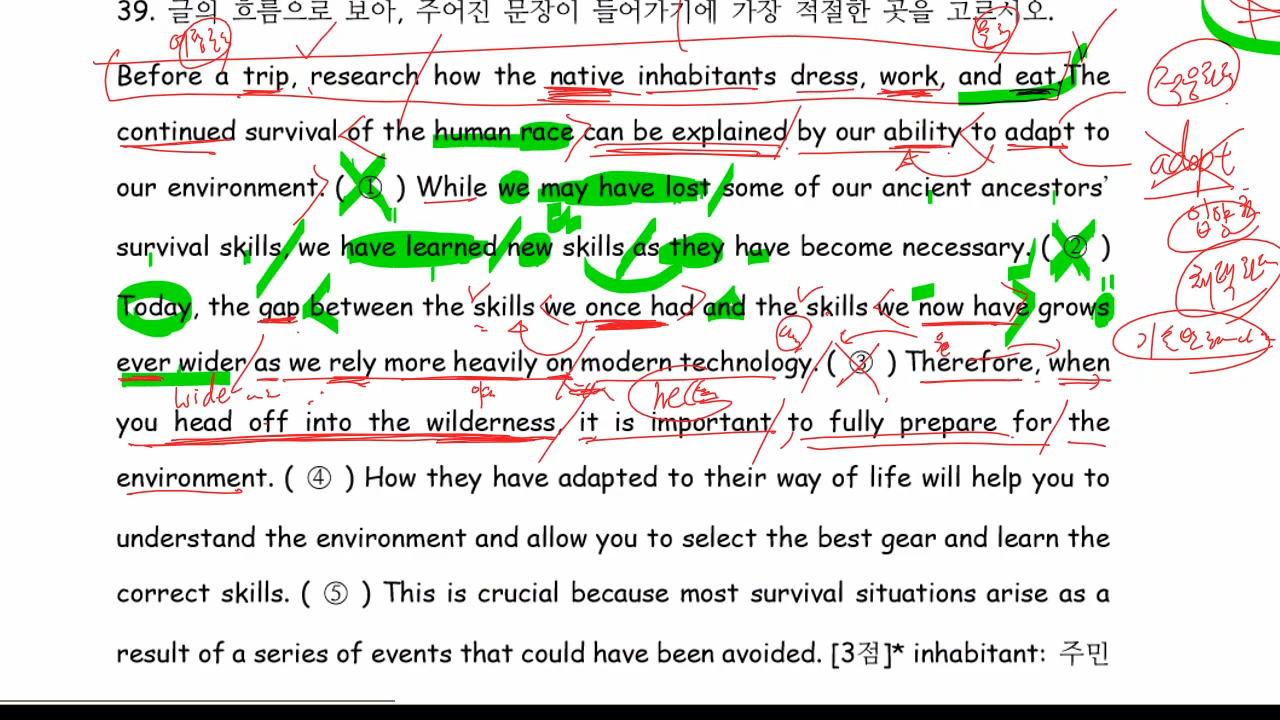 39. 글의 흐름으로 보아, 주어진 문장이 들어가기에 가장 적절한 곳을 고르시오.
Before a trip, research how the native inhabitants dress, work, and eat. The
continued survival of the human race can be explained by our ability to adapt to
adopt
our environment. ( ① ) While we may have lost some of our ancient ancestors’
survival skills, we have learned new skills as they have become necessary. ( ② )
Today, the gap between the skills we once had and the skills we now have grows
ever wider as we rely more heavily on modern technology. ( ③ ) Therefore, when
wide
you head off into the wilderness, it is important to fully prepare for the
environment. ( ④ ) How they have adapted to their way of life will help you to
understand the environment and allow you to select the best gear and learn the
correct skills. ( ⑤ ) This is crucial because most survival situations arise as a
result of a series of events that could have been avoided. [3점]* inhabitant: 주민